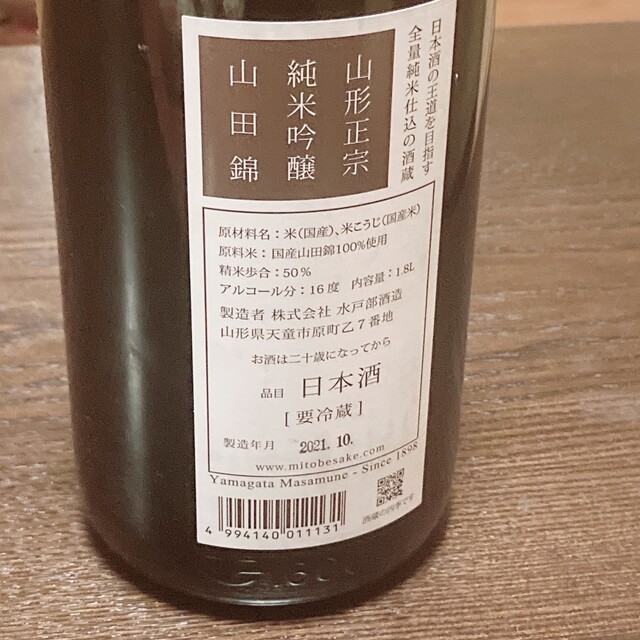 日本酒の王道を目指す
全量純米仕込の酒蔵
山形正宗
純米吟醸
山田錦
原材料名：米(国産)、米こうじ(国産米)
原料米：国産山田錦100%使用
精米歩合：50%
アルコール分：16度 内容量：1.8L
製造者 株式会社 水戸部酒造
山形県天童市原町乙7番地
お酒は二十歳になってから
品目 日本酒
[要冷蔵]
製造年月 2021.10.
www.mitobesake.com
Yamagata Masamune - Since 1898
4 994140 011131
酒蔵の四季です